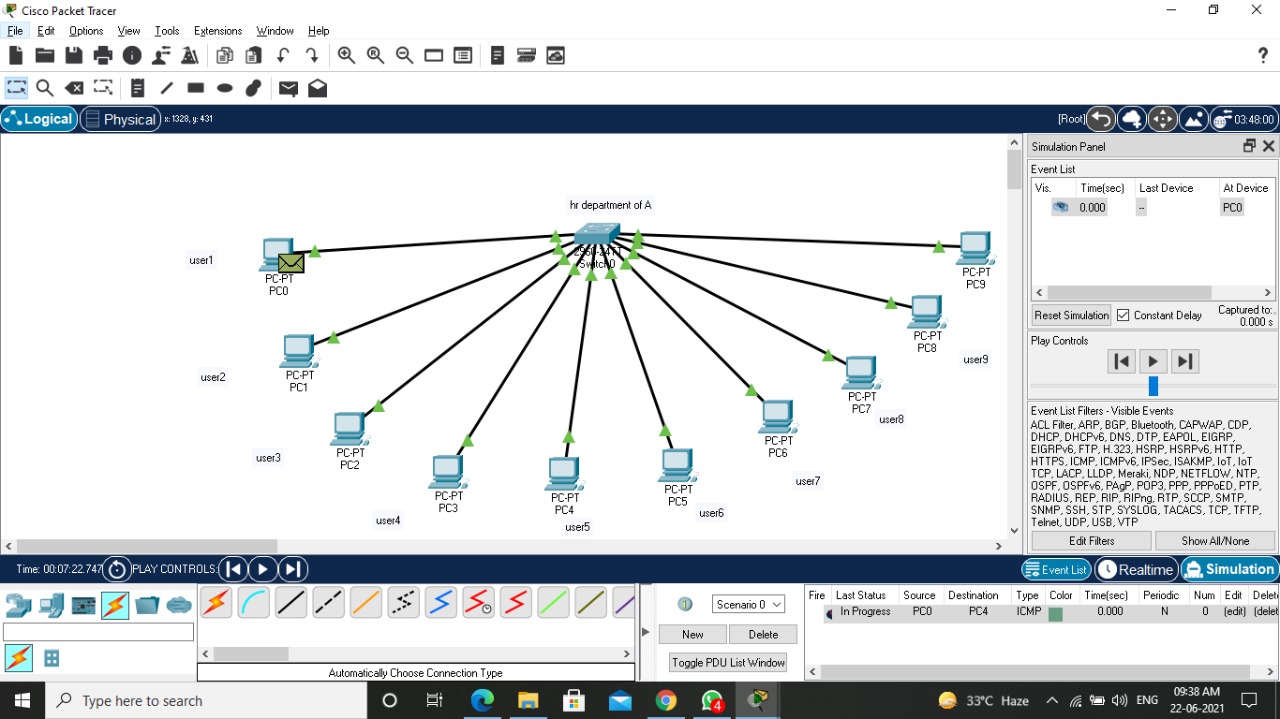 Cisco Packet Tracer
File Edit Options View Tools Extensions Window Help
Logical Physical x: 1328, y: 431 [Root] 03:48:00
Simulation Panel
Event List
Vis. Time(sec) Last Device At Device
0.000 -- PC0
hr department of A
2950-24TT
Switch0
user1
PC-PT
PC0
user2
PC-PT
PC1
user3
PC-PT
PC2
user4
PC-PT
PC3
user5
PC-PT
PC4
user6
PC-PT
PC5
user7
PC-PT
PC6
user8
PC-PT
PC7
user9
PC-PT
PC8
PC-PT
PC9
Reset Simulation Constant Delay Captured to:
0.000 s
Play Controls
Event List Filters - Visible Events
ACL Filter, ARP, BGP, Bluetooth, CAPWAP, CDP,
DHCP, DHCPv6, DNS, DTP, EAPOL, EIGRP,
EIGRPv6, FTP, H.323, HSRP, HSRPv6, HTTP,
HTTPS, ICMP, ICMPv6, IPSec, ISAKMP, IoT, IoT
TCP, LACP, LLDP, Meraki, NDP, NETFLOW, NTP,
OSPF, OSPFv6, PAgP, POP3, PPP, PPPoED, PTP,
RADIUS, REP, RIP, RIPng, RTP, SCCP, SMTP,
SNMP, SSH, STP, SYSLOG, TACACS, TCP, TFTP,
Telnet, UDP, USB, VTP
Edit Filters Show All/None
Time: 00:07:22.747 PLAY CONTROLS: Event List Realtime Simulation
Automatically Choose Connection Type
Scenario 0
New Delete
Toggle PDU List Window
Fire Last Status Source Destination Type Color Time(sec) Periodic Num Edit Delet
In Progress PC0 PC4 ICMP 0.000 N 0 (edit) (delet
Type here to search
4
33°C Haze ENG
09:38 AM
22-06-2021